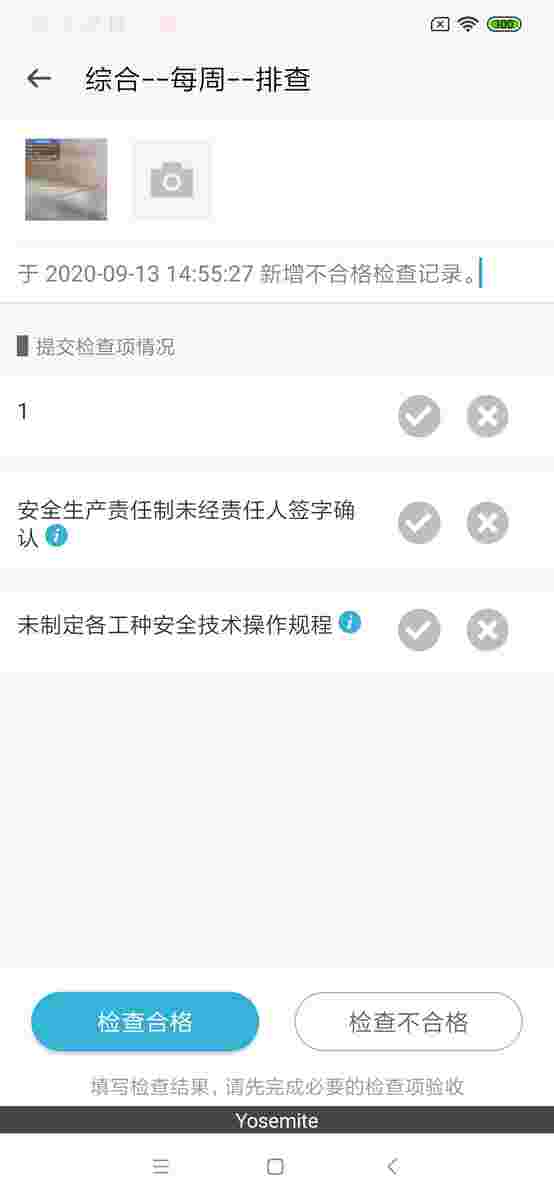 100
综合--每周--排查
于 2020-09-13 14:55:27 新增不合格检查记录。
提交检查项情况
1
安全生产责任制未经责任人签字确
认
未制定各工种安全技术操作规程
检查合格
检查不合格
填写检查结果, 请先完成必要的检查项验收
Yosemite